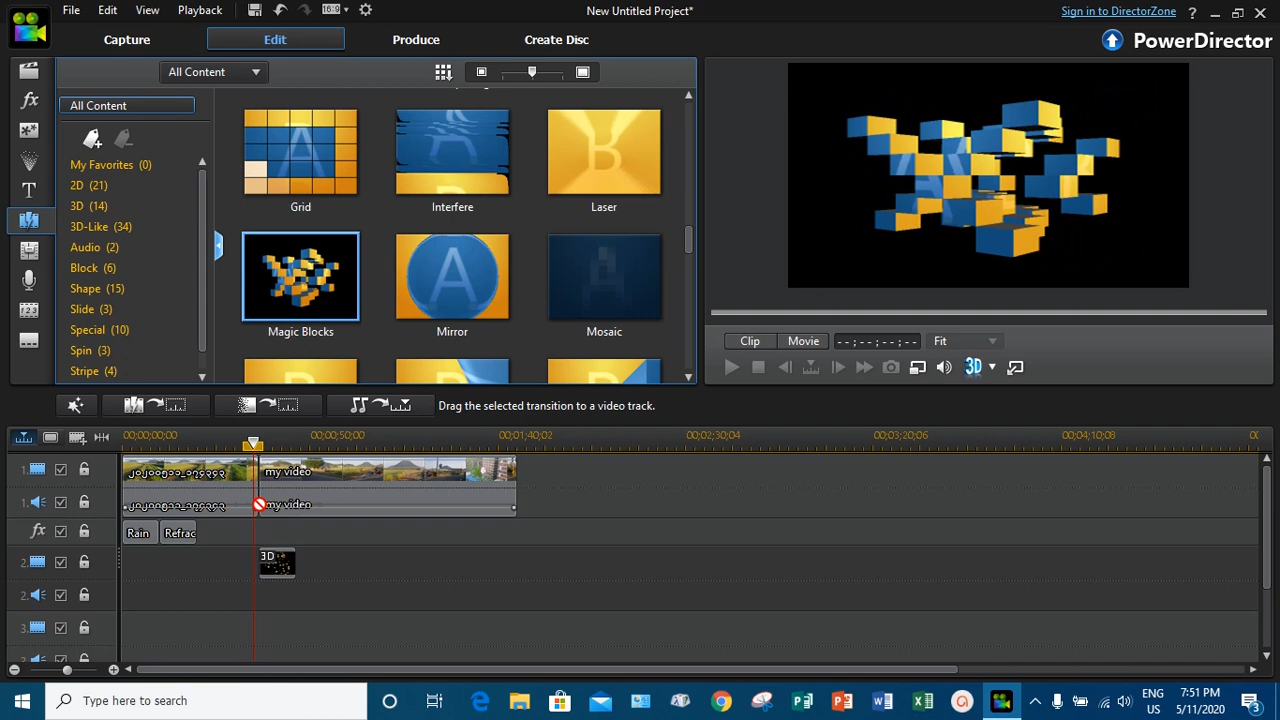 File Edit View Playback 16:9 New Untitled Project* Sign in to DirectorZone ?
Capture Edit Produce Create Disc PowerDirector
All Content
All Content
My Favorites (0)
2D (21)
3D (14)
3D-Like (34)
Audio (2)
Block (6)
Shape (15)
Slide (3)
Special (10)
Spin (3)
Stripe (4)
Grid Interfere Laser
Magic Blocks Mirror Mosaic
Clip Movie --;--;--;-- Fit
3D
Drag the selected transition to a video track.
00;00;00;00 00;00;50;00 00;01;40;02 00;02;30;04 00;03;20;06 00;04;10;08
1. my video
1. my video
fx Rain Refrac
2. 3D
2.
3.
Type here to search
ENG
US
7:51 PM
5/11/2020
3